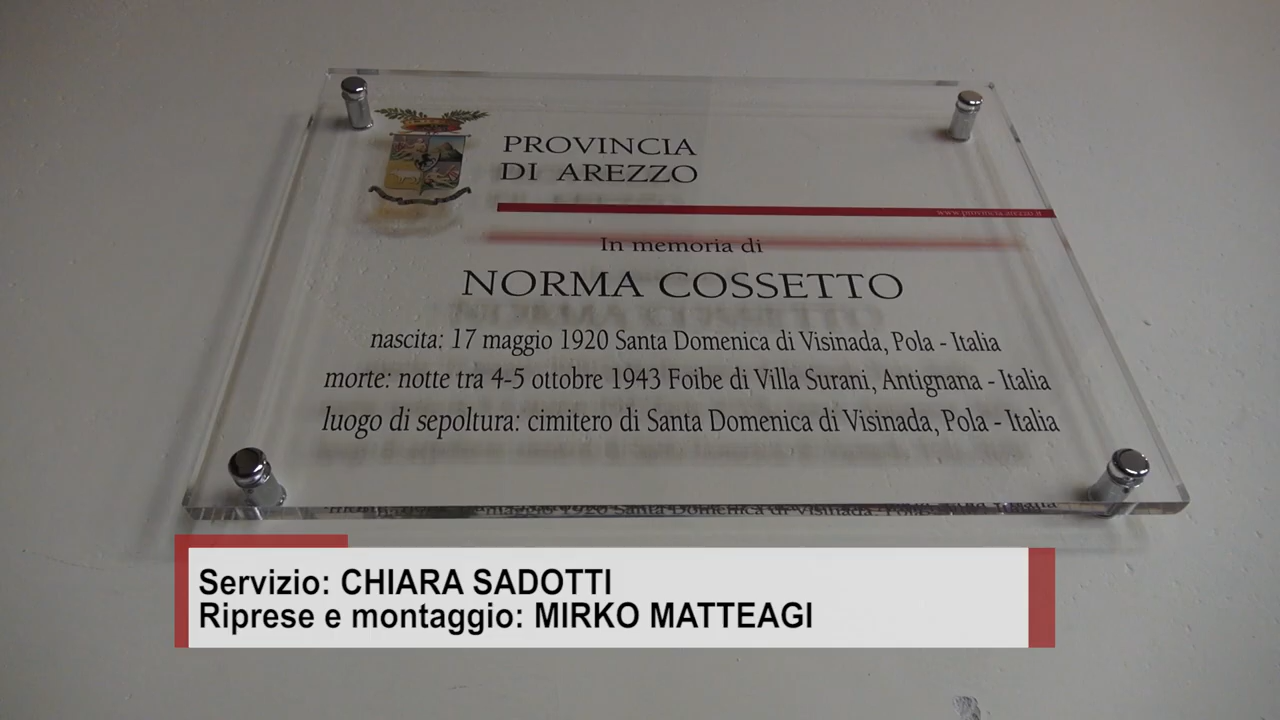 PROVINCIA
DI AREZZO
www.provincia.arezzo.it
In memoria di
NORMA COSSETTO
nascita: 17 maggio 1920 Santa Domenica di Visinada, Pola - Italia
morte: notte tra 4-5 ottobre 1943 Foibe di Villa Surani, Antignana - Italia
luogo di sepoltura: cimitero di Santa Domenica di Visinada, Pola - Italia
Servizio: CHIARA SADOTTI
Riprese e montaggio: MIRKO MATTEAGI